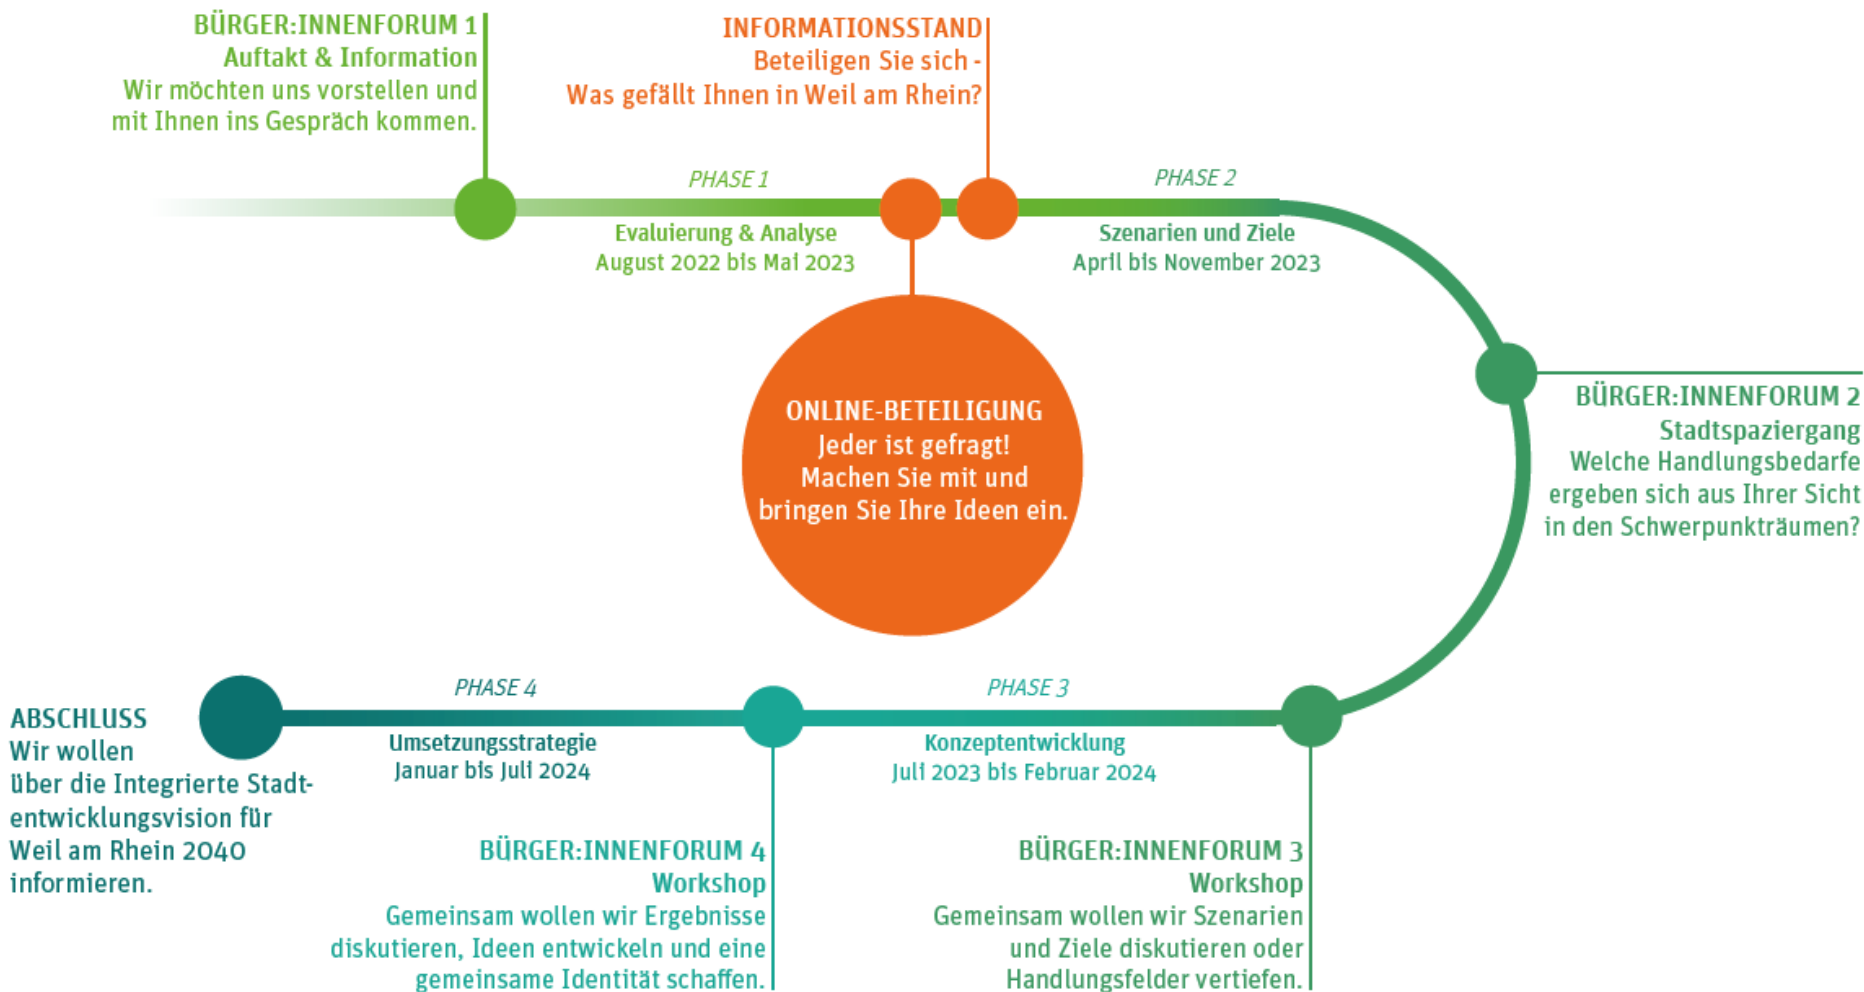 BÜRGER:INNENFORUM 1
Auftakt & Information
Wir möchten uns vorstellen und
mit Ihnen ins Gespräch kommen.
INFORMATIONSSTAND
Beteiligen Sie sich -
Was gefällt Ihnen in Weil am Rhein?
PHASE 1
Evaluierung & Analyse
August 2022 bis Mai 2023
PHASE 2
Szenarien und Ziele
April bis November 2023
ONLINE-BETEILIGUNG
Jeder ist gefragt!
Machen Sie mit und
bringen Sie Ihre Ideen ein.
BÜRGER:INNENFORUM 2
Stadtspaziergang
Welche Handlungsbedarfe
ergeben sich aus Ihrer Sicht
in den Schwerpunkträumen?
PHASE 3
Konzeptentwicklung
Juli 2023 bis Februar 2024
BÜRGER:INNENFORUM 3
Workshop
Gemeinsam wollen wir Szenarien
und Ziele diskutieren oder
Handlungsfelder vertiefen.
PHASE 4
Umsetzungsstrategie
Januar bis Juli 2024
BÜRGER:INNENFORUM 4
Workshop
Gemeinsam wollen wir Ergebnisse
diskutieren, Ideen entwickeln und eine
gemeinsame Identität schaffen.
ABSCHLUSS
Wir wollen
über die Integrierte Stadt-
entwicklungsvision für
Weil am Rhein 2040
informieren.